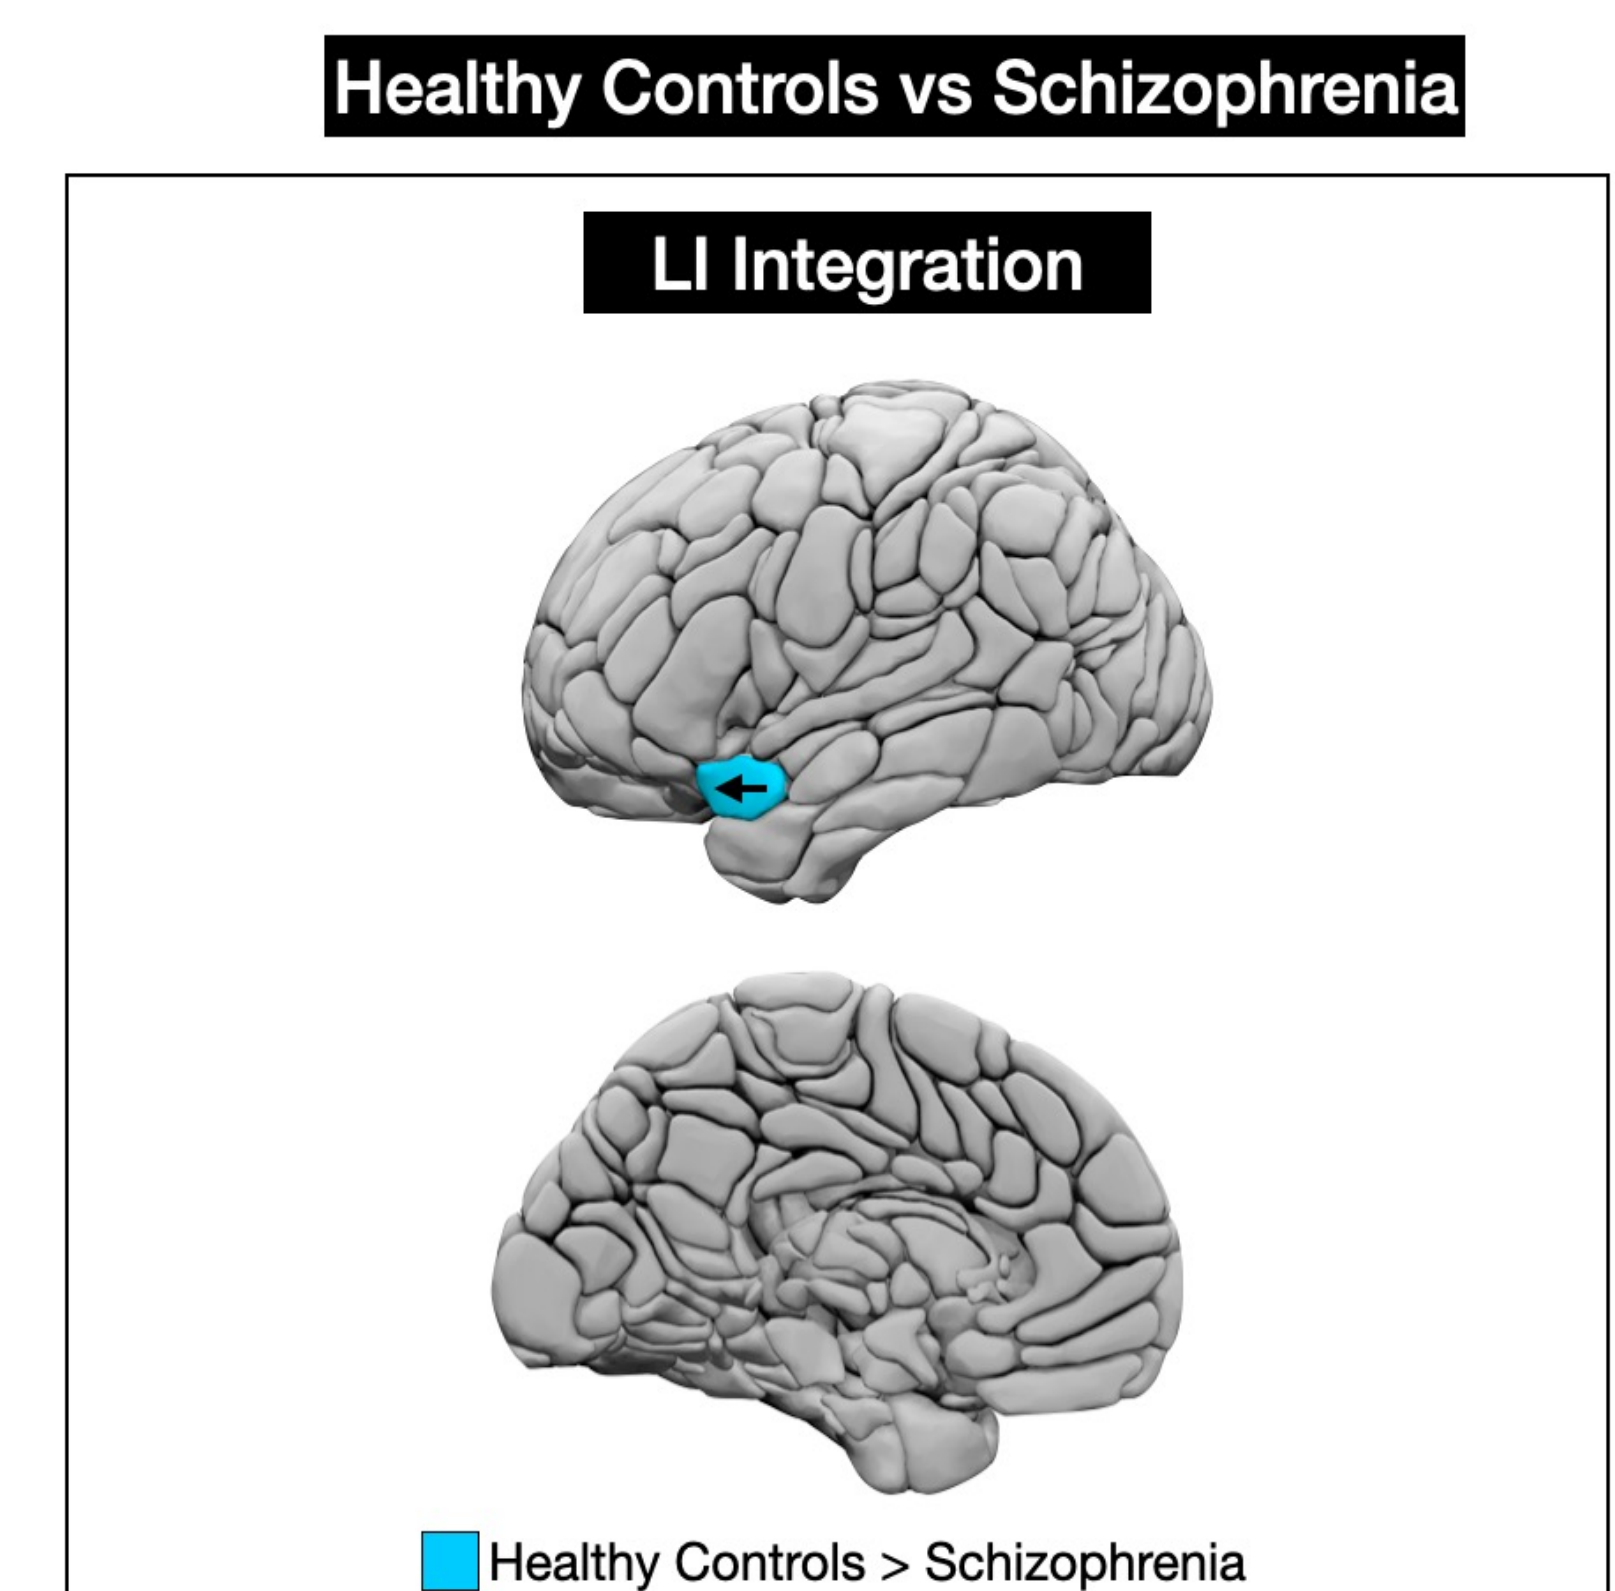 Healthy Controls vs Schizophrenia
LI Integration
Healthy Controls > Schizophrenia